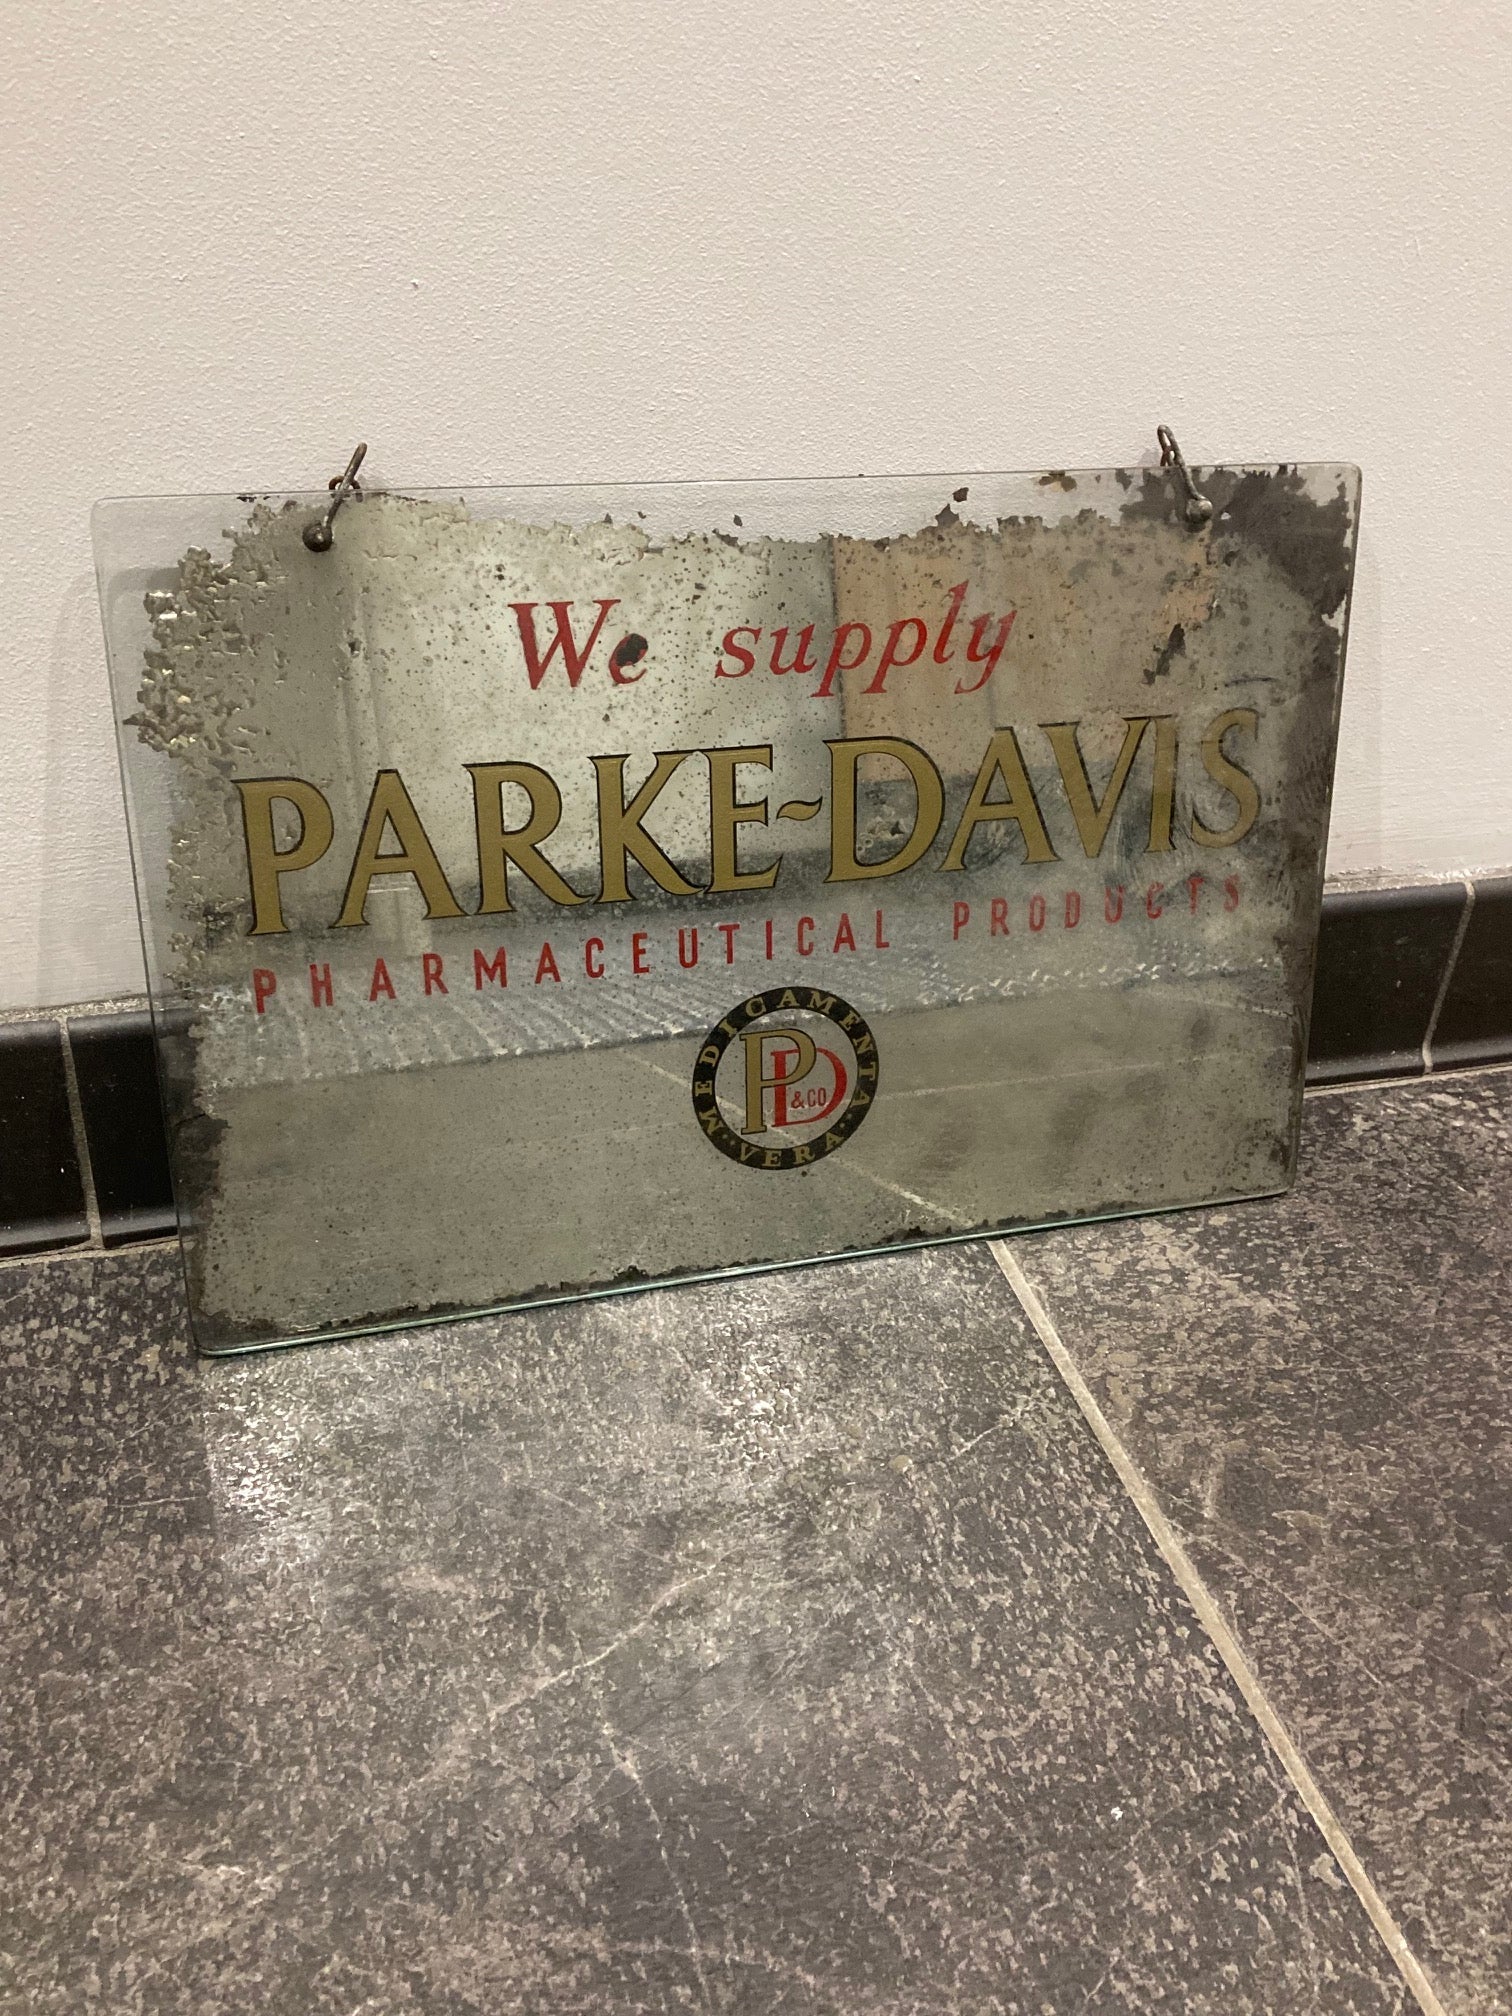 We supply
PARKE-DAVIS
PHARMACEUTICAL PRODUCTS
MEDICAMENTA
PD
&CO
VERA